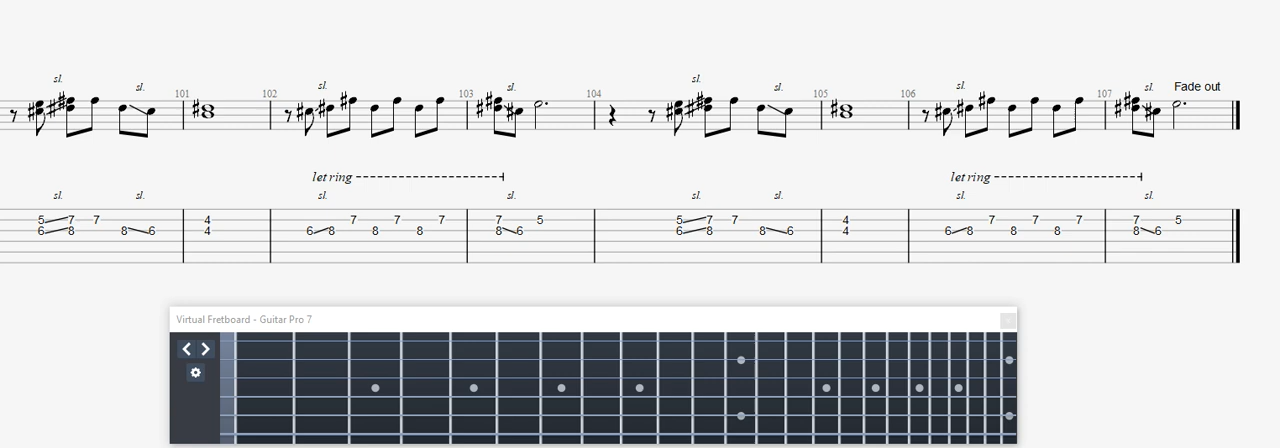 sl. sl. 101 102 sl. 103 sl. 104 sl. sl. 105 106 sl. 107 sl. Fade out
let ring let ring
sl. sl. sl. sl. sl. sl. sl. sl.
5 7 7 4 7 7 7 7 5 5 7 7 4 7 7 7 7 5
6 8 8 6 4 6 8 8 8 8 6 6 8 8 6 4 6 8 8 8 8 6
Virtual Fretboard - Guitar Pro 7